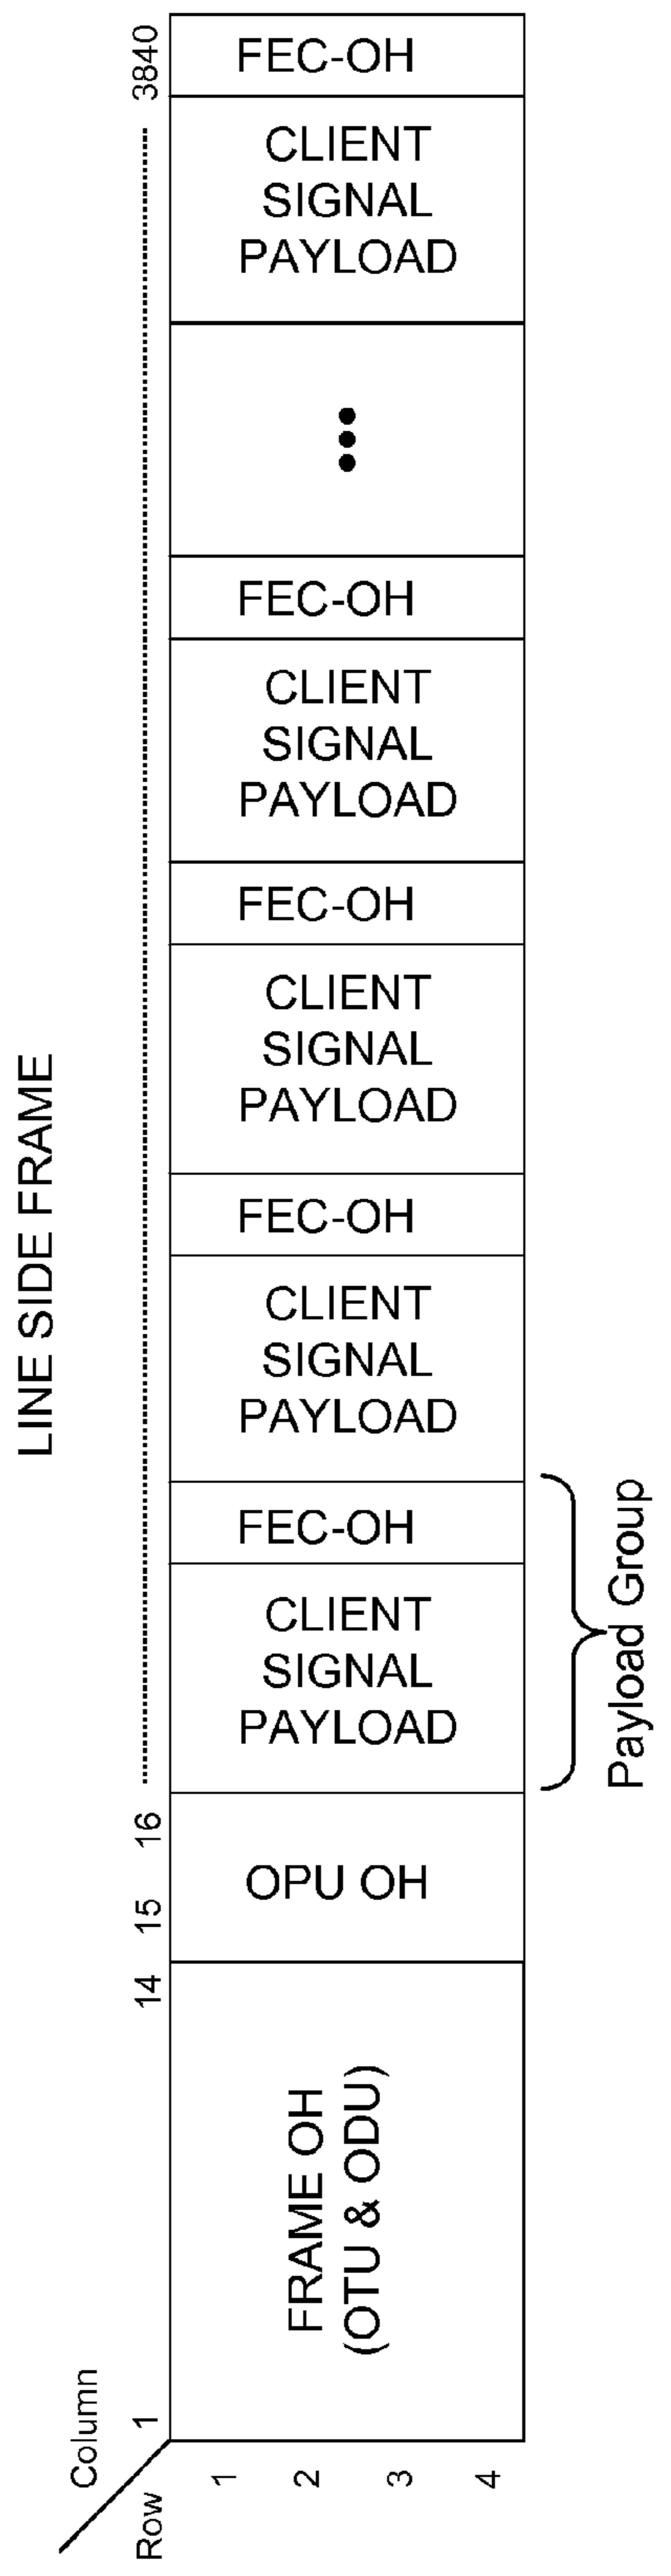 LINE SIDE FRAME
Column
Row
1
14
15
16
3840
1
2
3
4
FRAME OH
(OTU & ODU)
OPU OH
CLIENT
SIGNAL
PAYLOAD
FEC-OH
CLIENT
SIGNAL
PAYLOAD
FEC-OH
CLIENT
SIGNAL
PAYLOAD
FEC-OH
CLIENT
SIGNAL
PAYLOAD
FEC-OH
•••
CLIENT
SIGNAL
PAYLOAD
FEC-OH
Payload Group